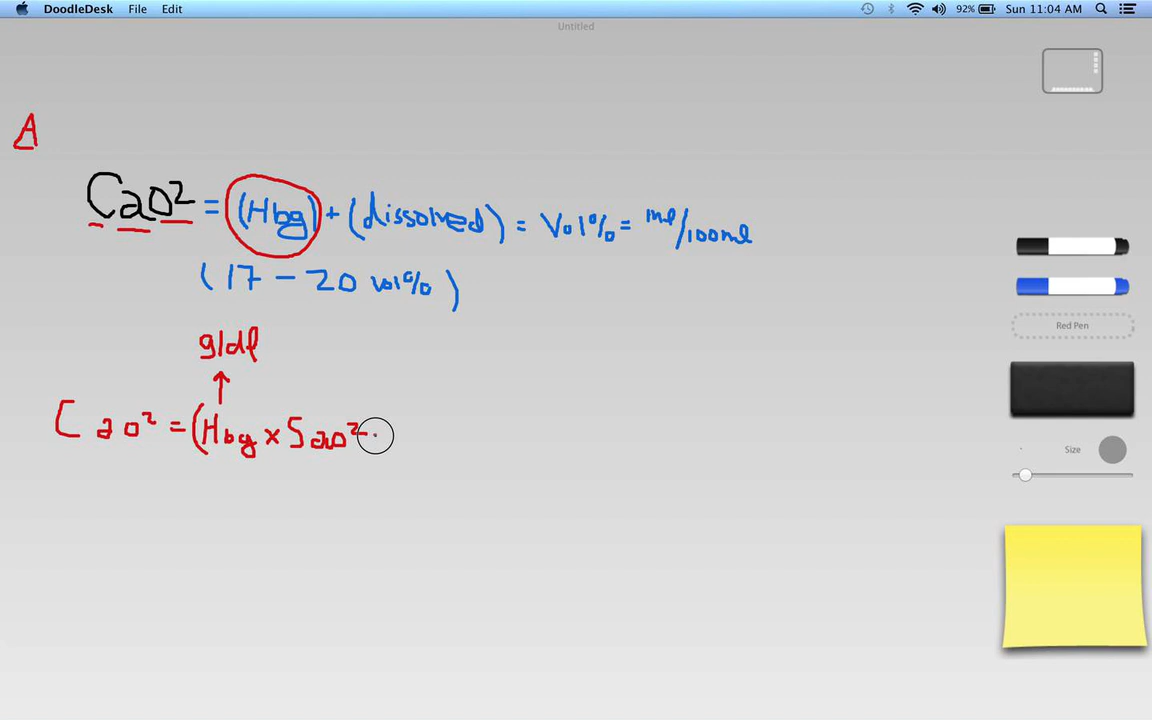 DoodleDesk File Edit 92% Sun 11:04 AM
Untitled
A
CaO² = (Hbg) + (dissolved) = Vol% = ml/100ml
(17 - 20 vol%)
g/dl
Cao² = (Hbg x Sao²
Red Pen
Size